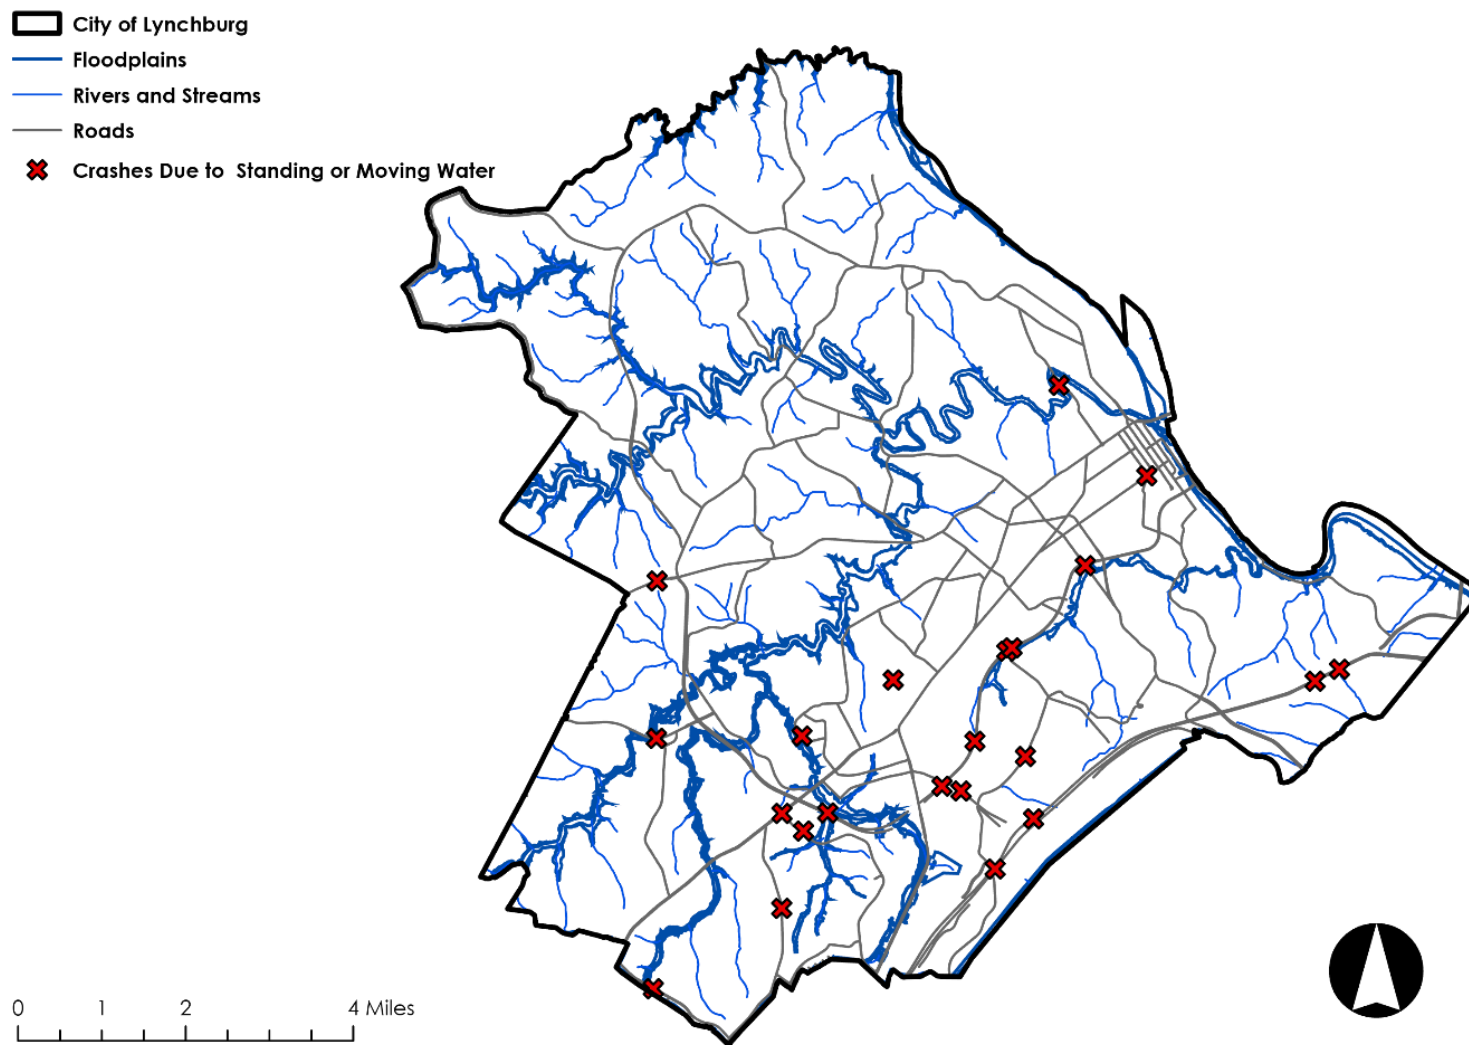 City of Lynchburg
Floodplains
Rivers and Streams
Roads
Crashes Due to  Standing or Moving Water
0 1 2 4 Miles